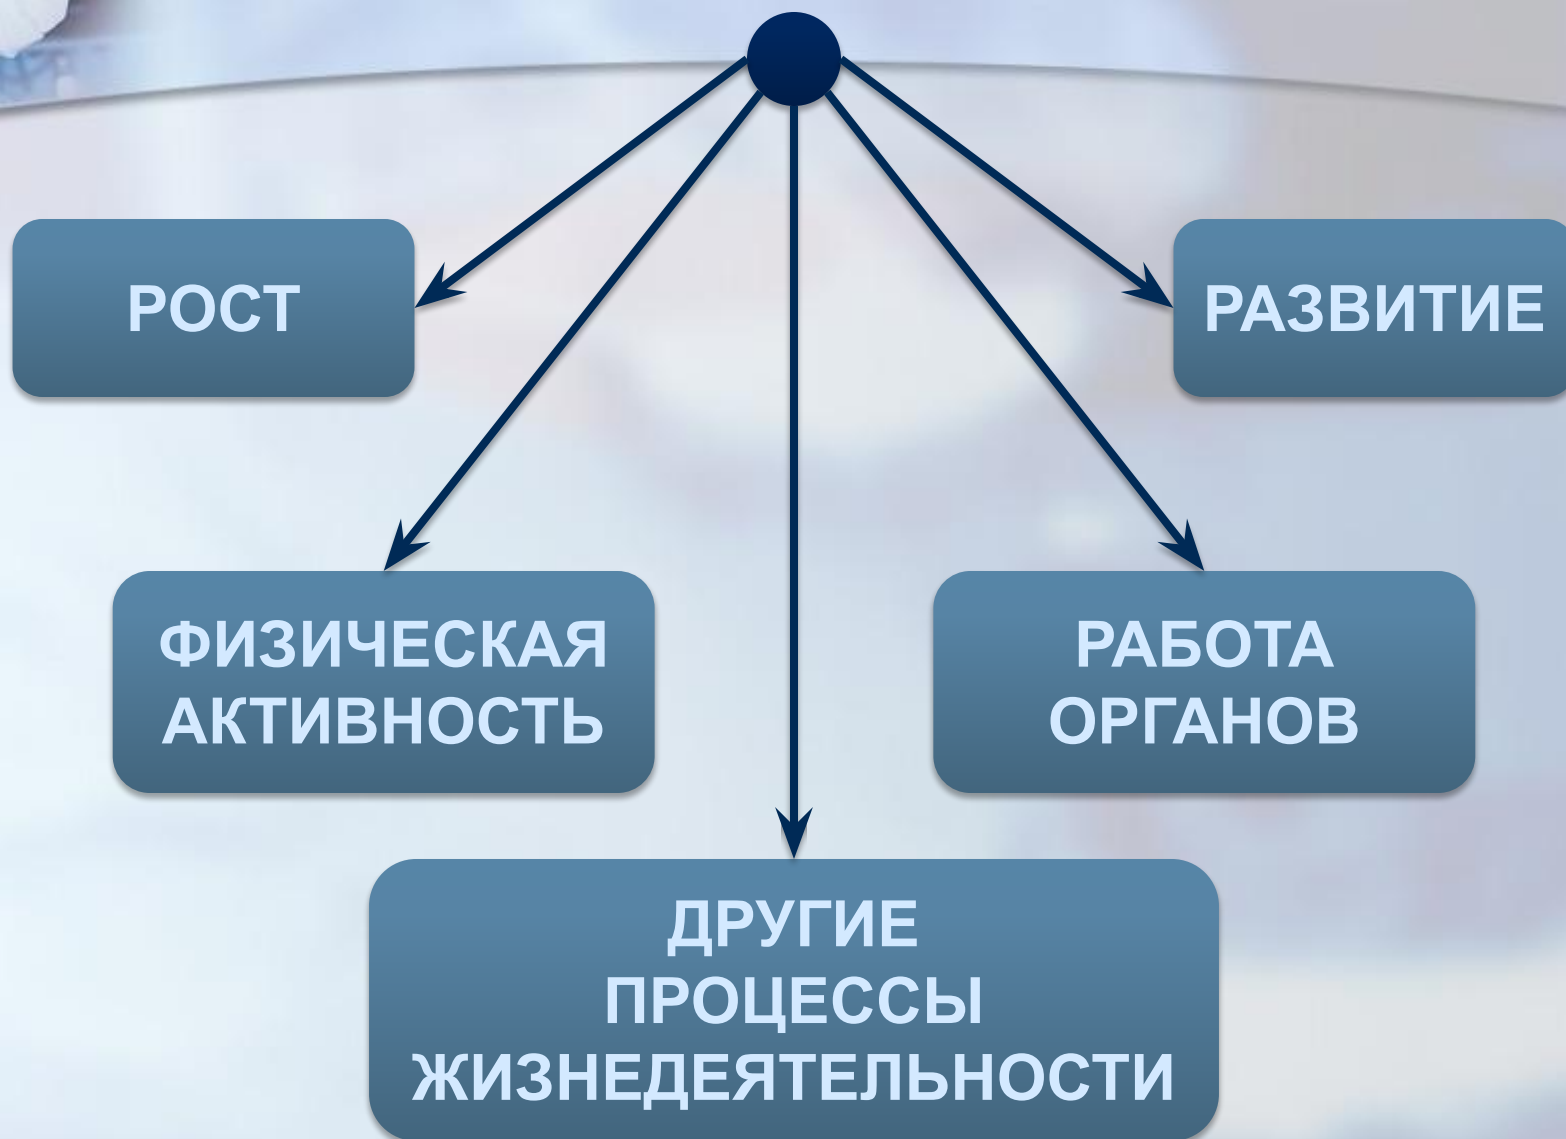 РОСТ
РАЗВИТИЕ
ФИЗИЧЕСКАЯ
АКТИВНОСТЬ
РАБОТА
ОРГАНОВ
ДРУГИЕ
ПРОЦЕССЫ
ЖИЗНЕДЕЯТЕЛЬНОСТИ